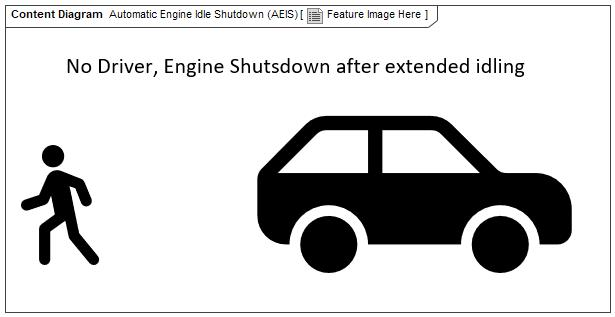 Content Diagram Automatic Engine Idle Shutdown (AEIS) [ Feature Image Here ]
No Driver, Engine Shutsdown after extended idling